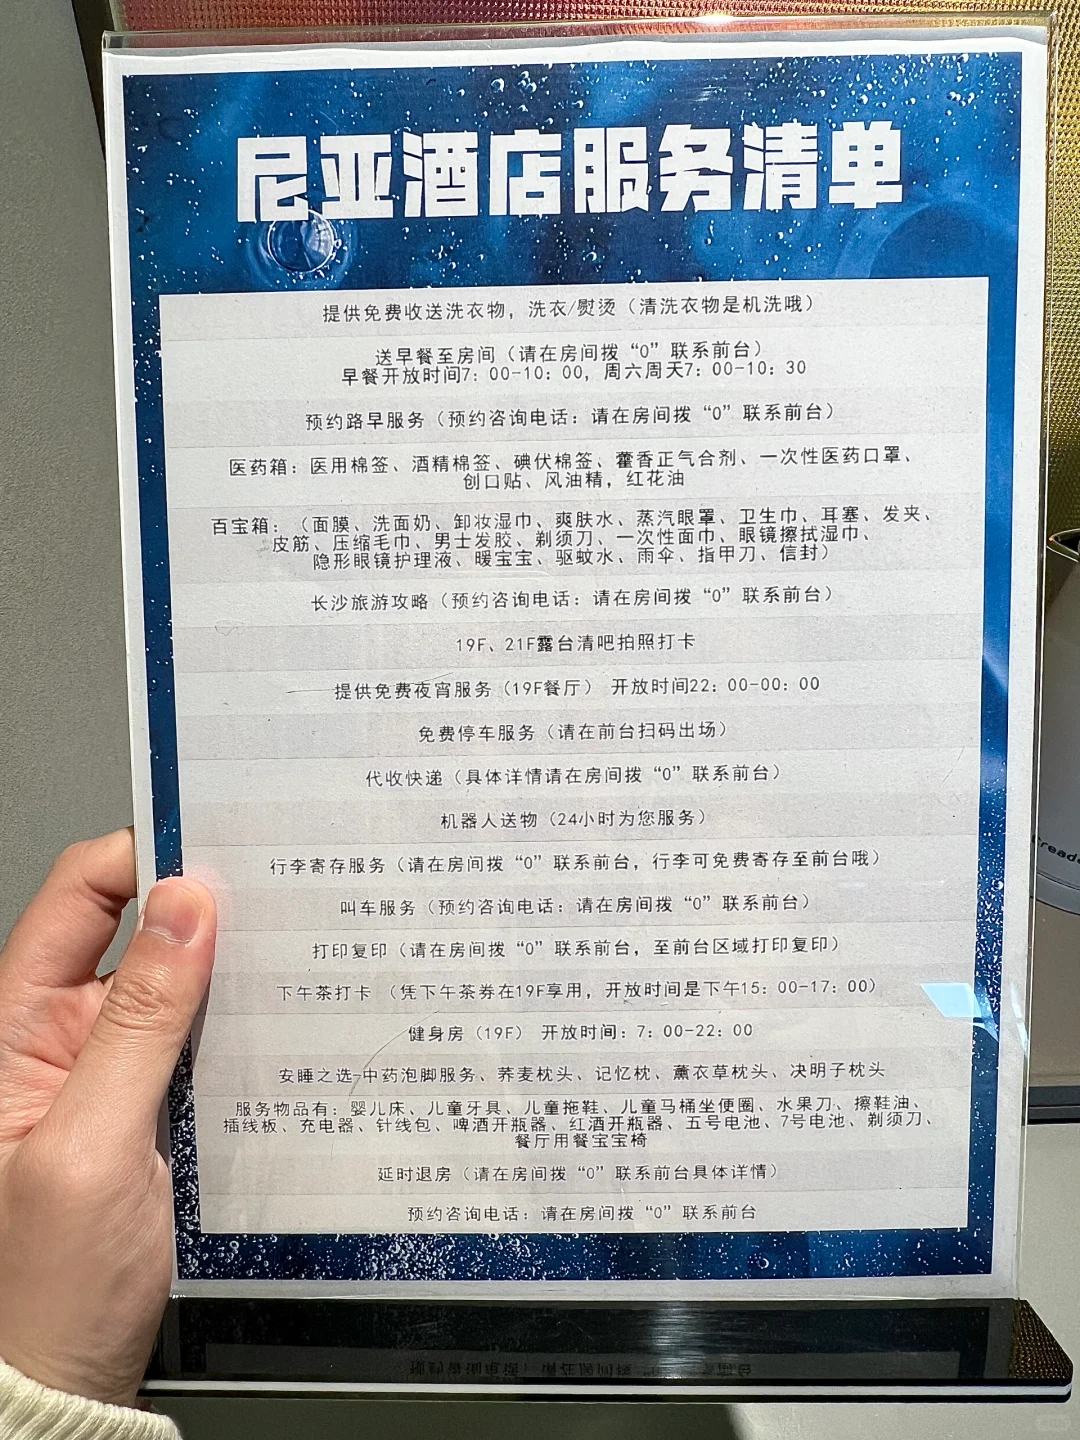 尼亚酒店服务清单
提供免费收送洗衣物，洗衣/熨烫（清洗衣物是机洗哦）
送早餐至房间（请在房间拨“0”联系前台）
早餐开放时间7：00-10：00，周六周天7：00-10：30
预约路早服务（预约咨询电话：请在房间拨“0”联系前台）
医药箱：医用棉签、酒精棉签、碘伏棉签、藿香正气合剂、一次性医药口罩、
创口贴、风油精，红花油
百宝箱：（面膜、洗面奶、卸妆湿巾、爽肤水、蒸汽眼罩、卫生巾、耳塞、发夹、
皮筋、压缩毛巾、男士发胶、剃须刀、一次性面巾、眼镜擦拭湿巾、
隐形眼镜护理液、暖宝宝、驱蚊水、雨伞、指甲刀、信封）
长沙旅游攻略（预约咨询电话：请在房间拨“0”联系前台）
19F、21F露台清吧拍照打卡
提供免费夜宵服务（19F餐厅） 开放时间22：00-00：00
免费停车服务（请在前台扫码出场）
代收快递（具体详情请在房间拨“0”联系前台）
机器人送物（24小时为您服务）
行李寄存服务（请在房间拨“0”联系前台，行李可免费寄存至前台哦）
叫车服务（预约咨询电话：请在房间拨“0”联系前台）
打印复印（请在房间拨“0”联系前台，至前台区域打印复印）
下午茶打卡 （凭下午茶券在19F享用，开放时间是下午15：00-17：00）
健身房（19F） 开放时间：7：00-22：00
安睡之选-中药泡脚服务、荞麦枕头、记忆枕、薰衣草枕头、决明子枕头
服务物品有：婴儿床、儿童牙具、儿童拖鞋、儿童马桶坐便圈、水果刀、擦鞋油、
插线板、充电器、针线包、啤酒开瓶器、红酒开瓶器、五号电池、7号电池、剃须刀、
餐厅用餐宝宝椅
延时退房（请在房间拨“0”联系前台具体详情）
预约咨询电话：请在房间拨“0”联系前台